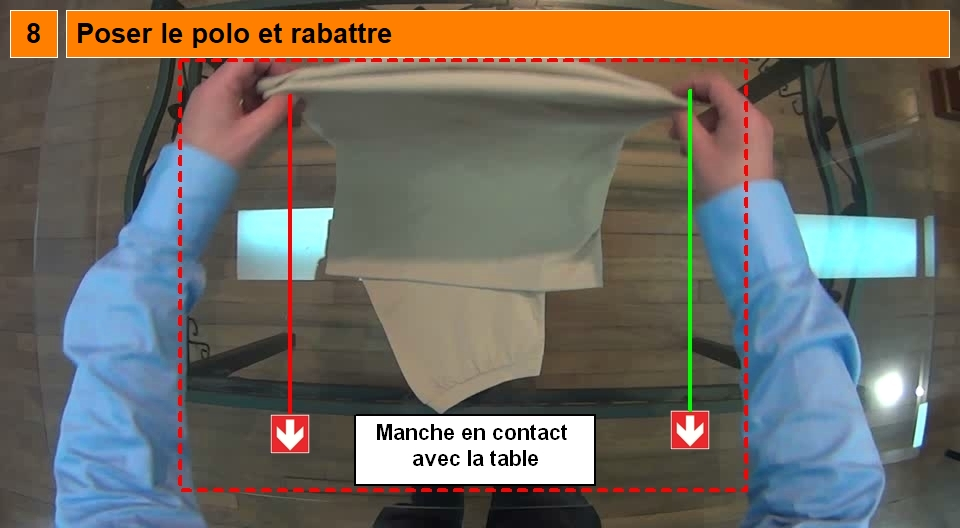 8
Poser le polo et rabattre
Manche en contact
avec la table